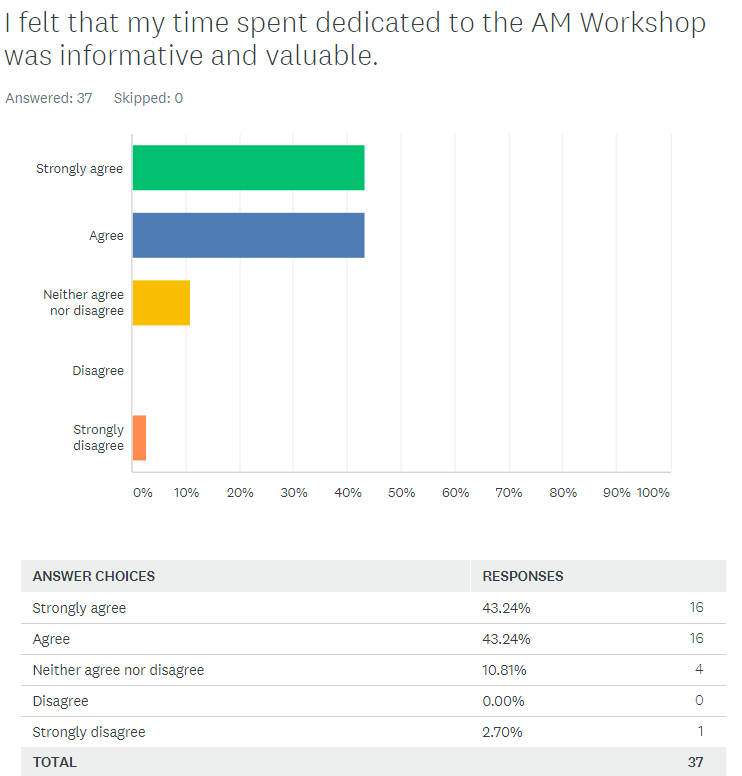 I felt that my time spent dedicated to the AM Workshop
was informative and valuable.
Answered: 37 Skipped: 0
Strongly agree
Agree
Neither agree
nor disagree
Disagree
Strongly
disagree
0% 10% 20% 30% 40% 50% 60% 70% 80% 90% 100%
ANSWER CHOICES RESPONSES
Strongly agree 43.24% 16
Agree 43.24% 16
Neither agree nor disagree 10.81% 4
Disagree 0.00% 0
Strongly disagree 2.70% 1
TOTAL 37